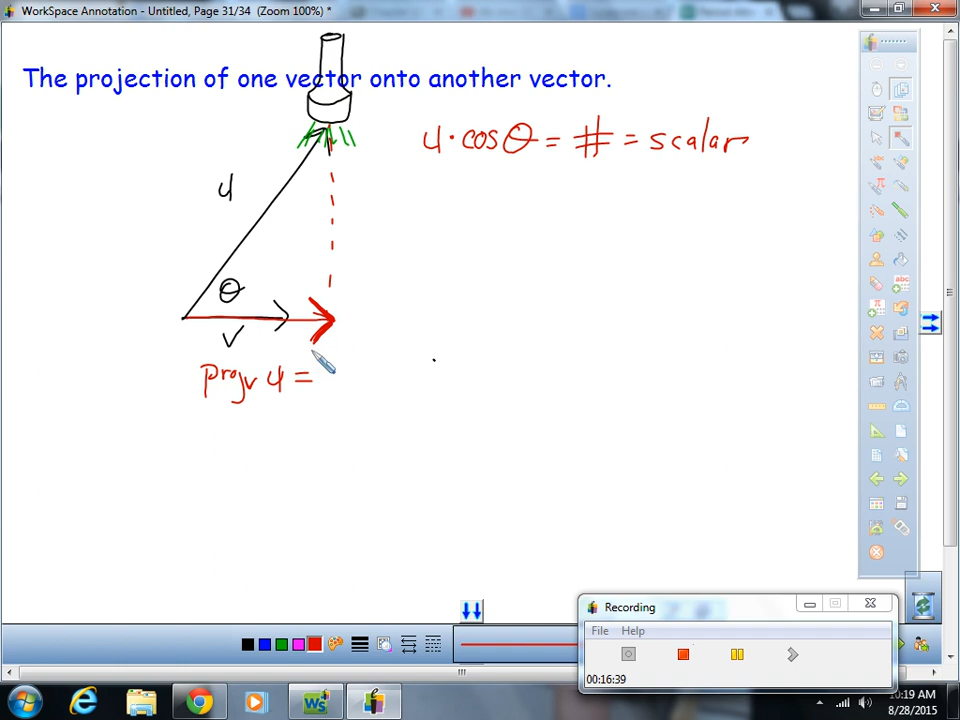 WorkSpace Annotation - Untitled, Page 31/34 (Zoom 100%) *
The projection of one vector onto another vector.
u · cosθ = # = scalar
u
θ
v
projv u =
Recording
File Help
00:16:39
10:19 AM
8/28/2015